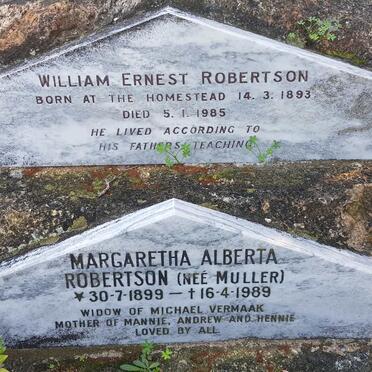 WILLIAM ERNEST ROBERTSON
BORN AT THE HOMESTEAD 14. 3. 1893
DIED 5. 1. 1985
HE LIVED ACCORDING TO
HIS FATHERS TEACHING
MARGARETHA ALBERTA
ROBERTSON (NEÉ MULLER)
*30-7-1899 – †16-4-1989
WIDOW OF MICHAEL VERMAAK
MOTHER OF MANNIE, ANDREW AND HENNIE
LOVED BY ALL